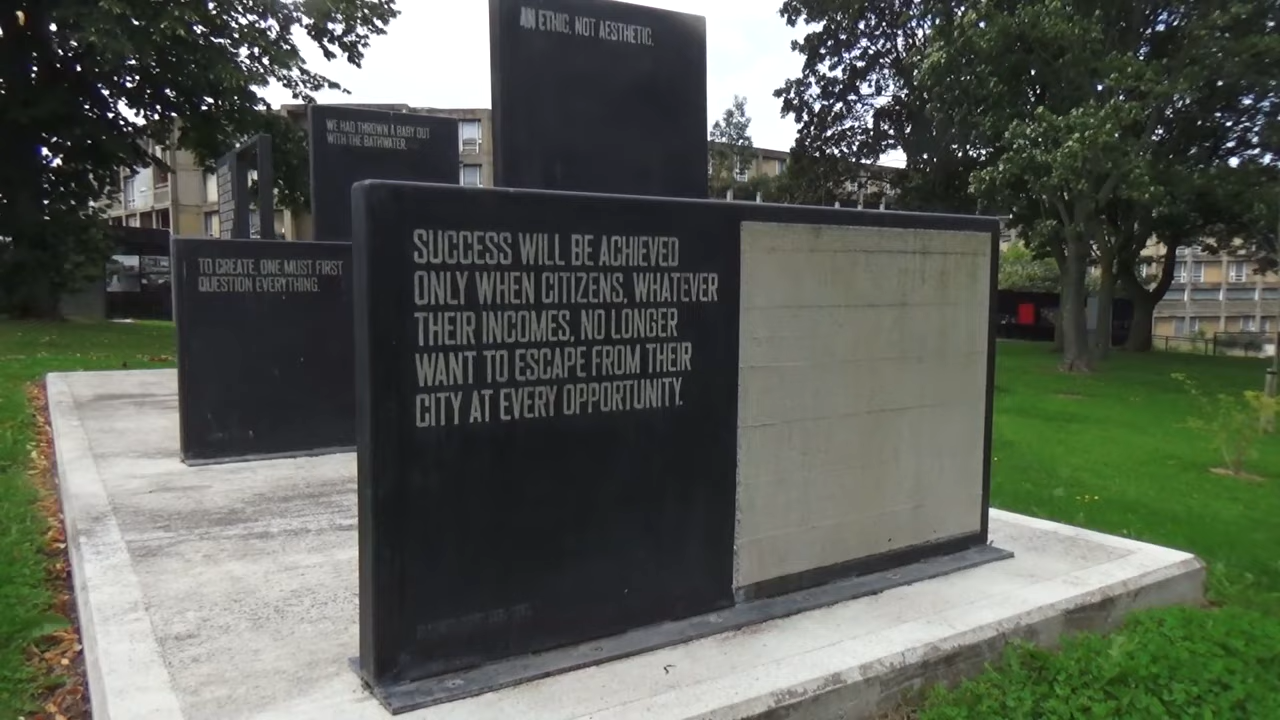 AN ETHIC, NOT AESTHETIC.
WE HAD THROWN A BABY OUT
WITH THE BATHWATER.
TO CREATE, ONE MUST FIRST
QUESTION EVERYTHING.
SUCCESS WILL BE ACHIEVED
ONLY WHEN CITIZENS, WHATEVER
THEIR INCOMES, NO LONGER
WANT TO ESCAPE FROM THEIR
CITY AT EVERY OPPORTUNITY.